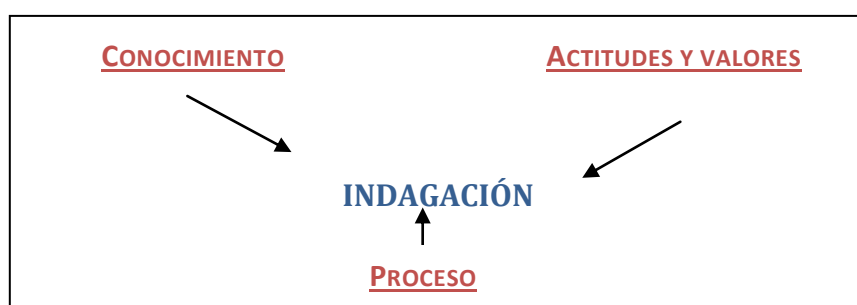 CONOCIMIENTO
ACTITUDES Y VALORES
INDAGACIÓN
PROCESO